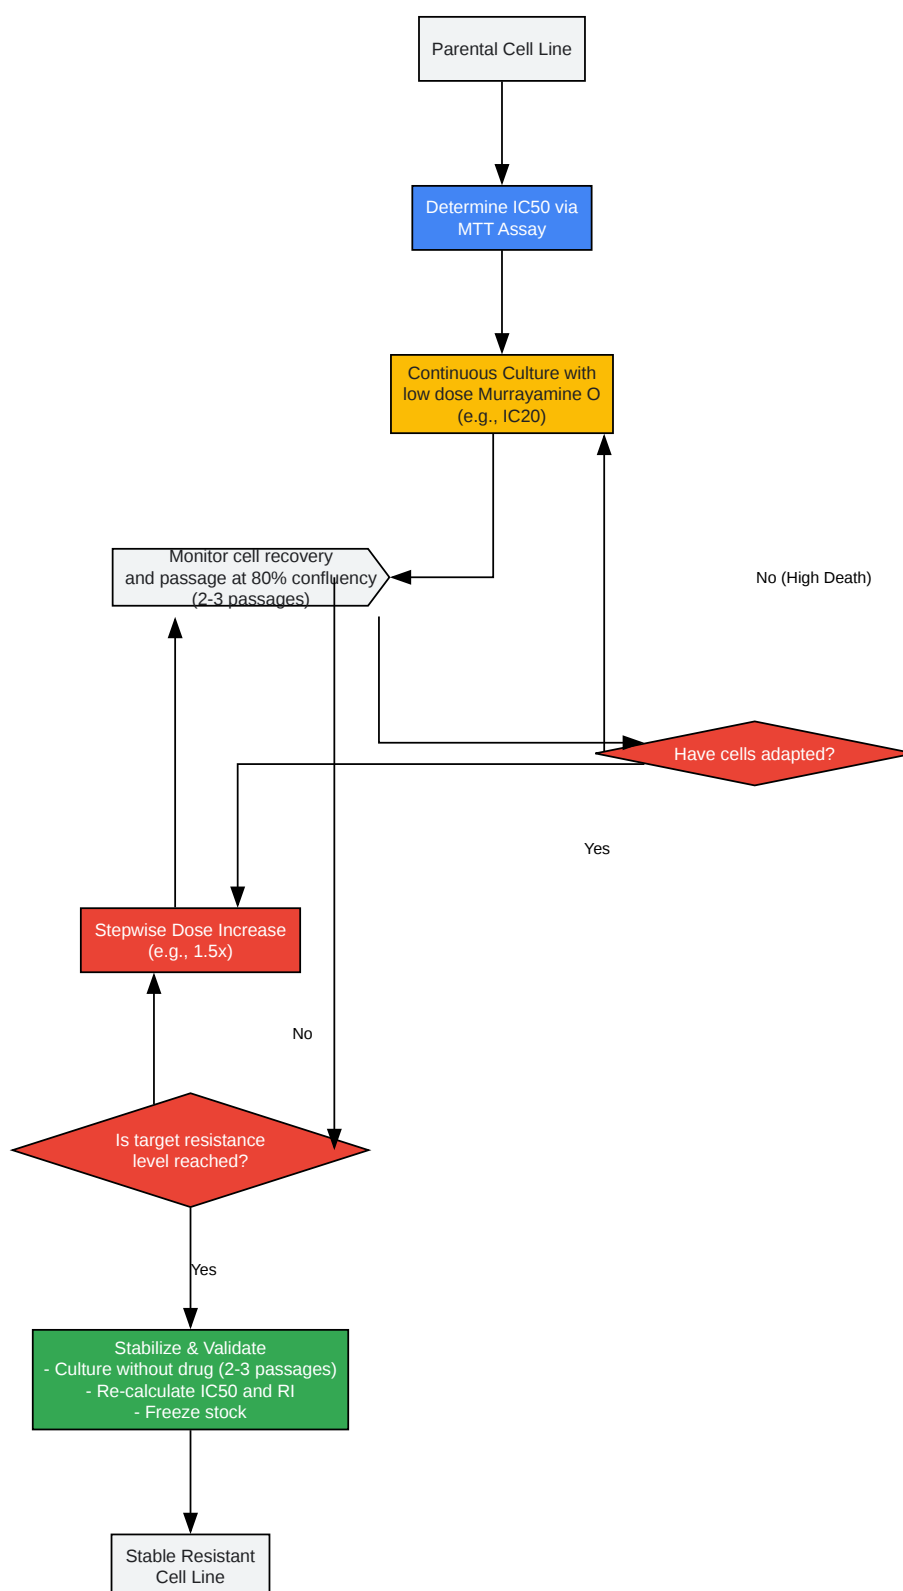 Parental Cell Line
Determine IC50 via
MTT Assay
Continuous Culture with
low dose Murrayamine O
(e.g., IC20)
Monitor cell recovery
and passage at 80% confluency
(2-3 passages)
No (High Death)
Have cells adapted?
Yes
Stepwise Dose Increase
(e.g., 1.5x)
No
Is target resistance
level reached?
Yes
Stabilize & Validate
- Culture without drug (2-3 passages)
- Re-calculate IC50 and RI
- Freeze stock
Stable Resistant
Cell Line